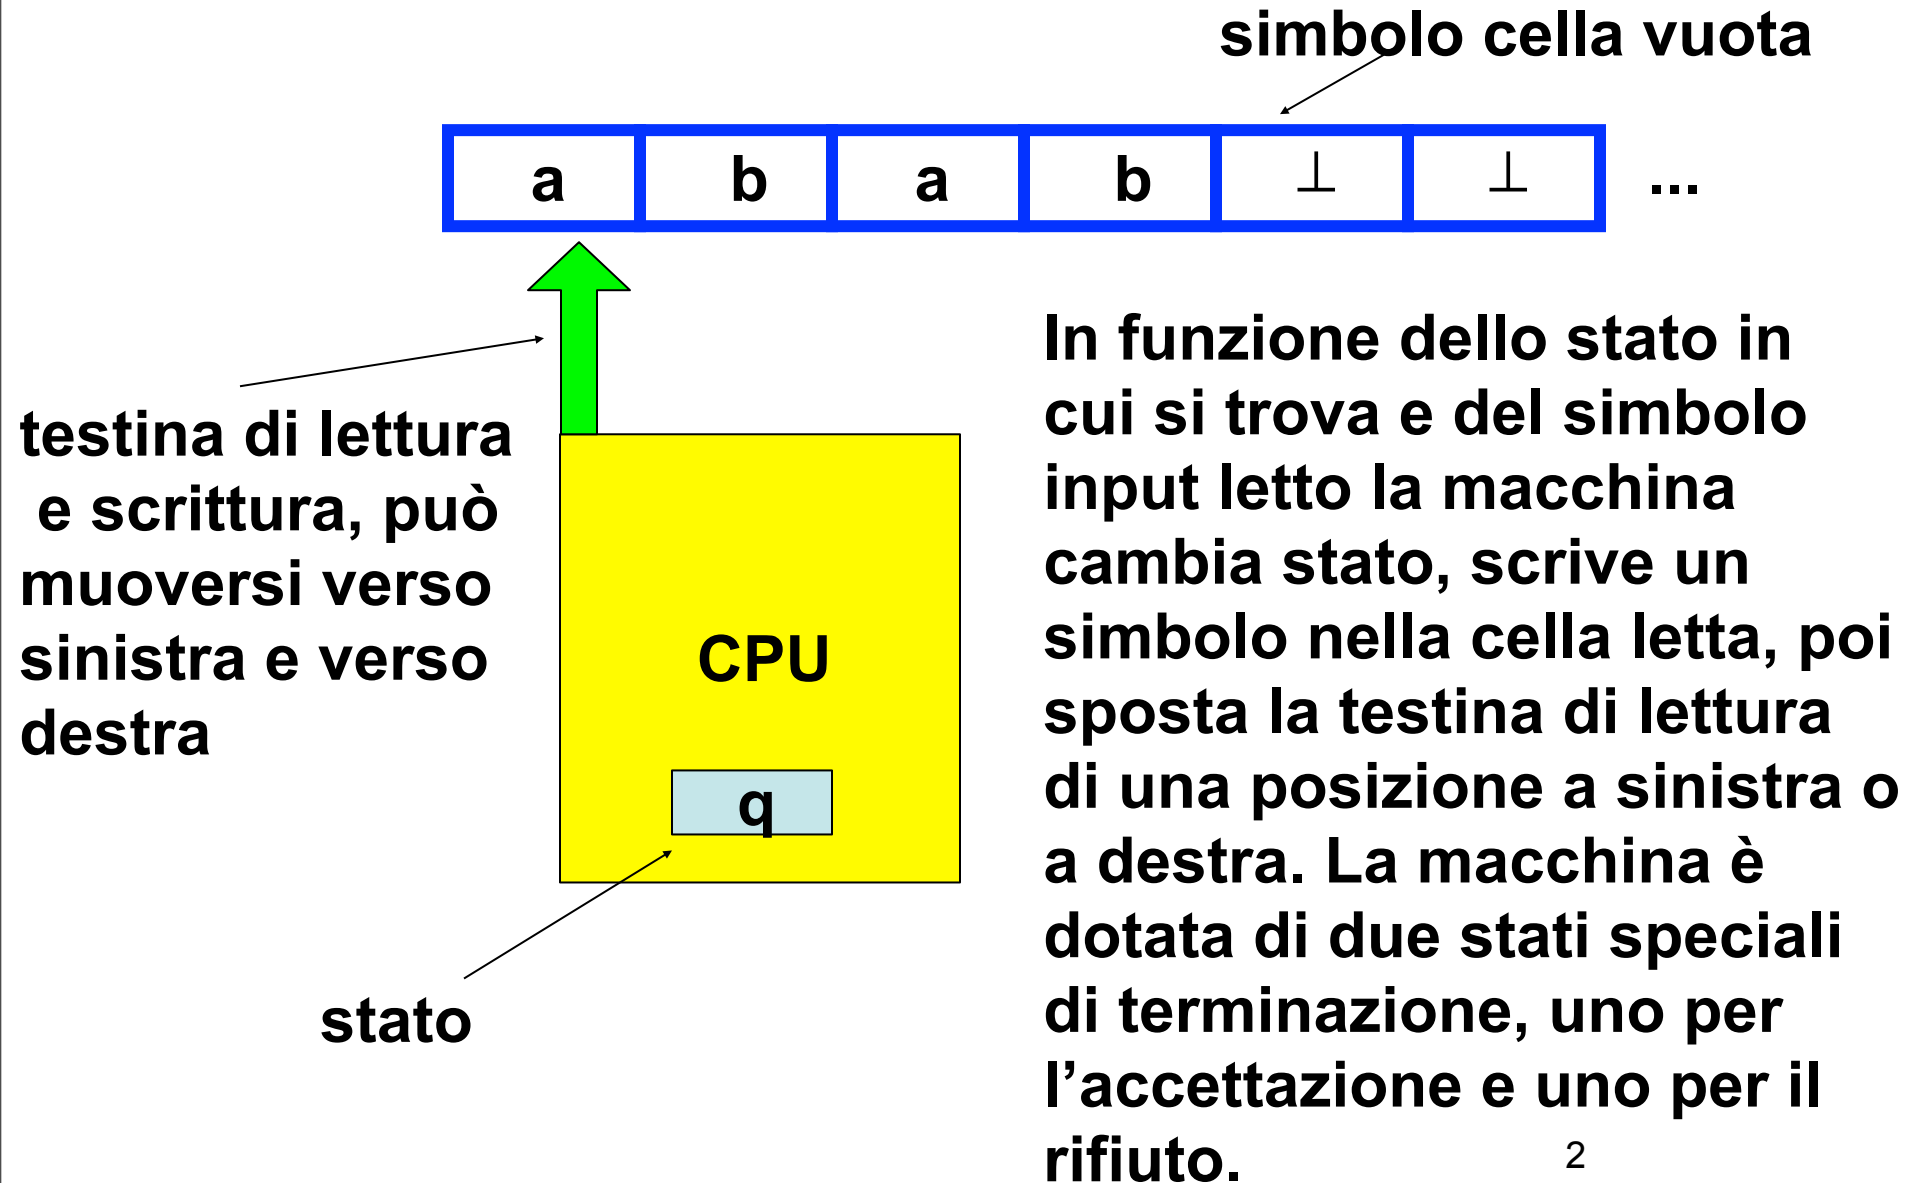 simbolo cella vuota
a b a b ⊥ ⊥ ...
testina di lettura
e scrittura, può
muoversi verso
sinistra e verso
destra
CPU
q
stato
In funzione dello stato in
cui si trova e del simbolo
input letto la macchina
cambia stato, scrive un
simbolo nella cella letta, poi
sposta la testina di lettura
di una posizione a sinistra o
a destra. La macchina è
dotata di due stati speciali
di terminazione, uno per
l’accettazione e uno per il
rifiuto.
2